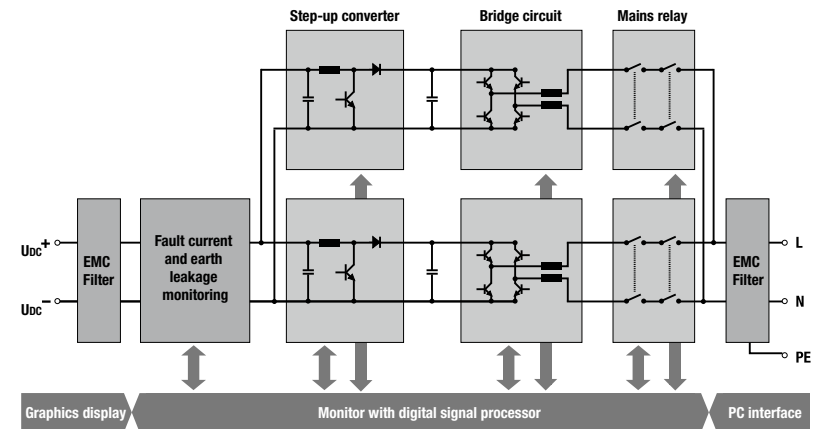 Step-up converter
Bridge circuit
Mains relay
UDC+
EMC
Filter
Fault current
and earth
leakage
monitoring
UDC−
EMC
Filter
L
N
PE
Graphics display
Monitor with digital signal processor
PC interface